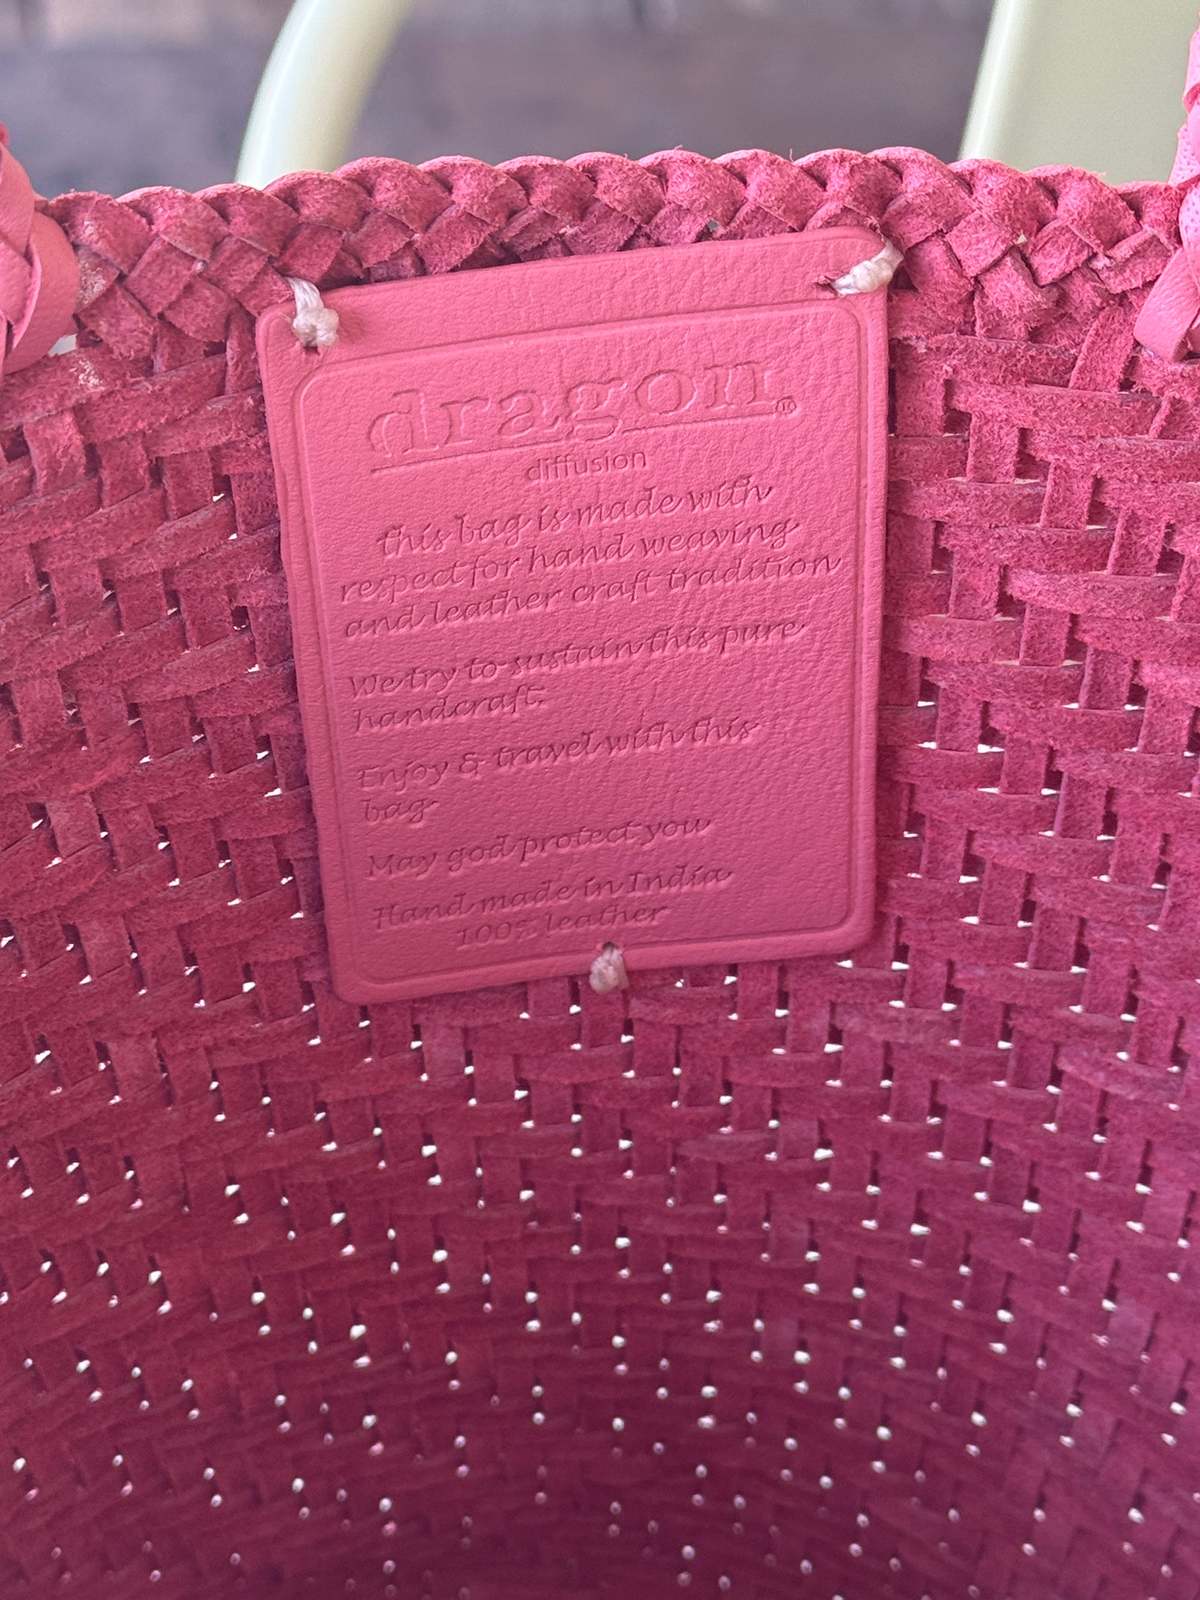 dragon®
diffusion
this bag is made with
respect for hand weaving
and leather craft tradition
We try to sustain this pure
handcraft.
Enjoy & travel with this
bag.
May god protect you
Hand made in India
100% leather